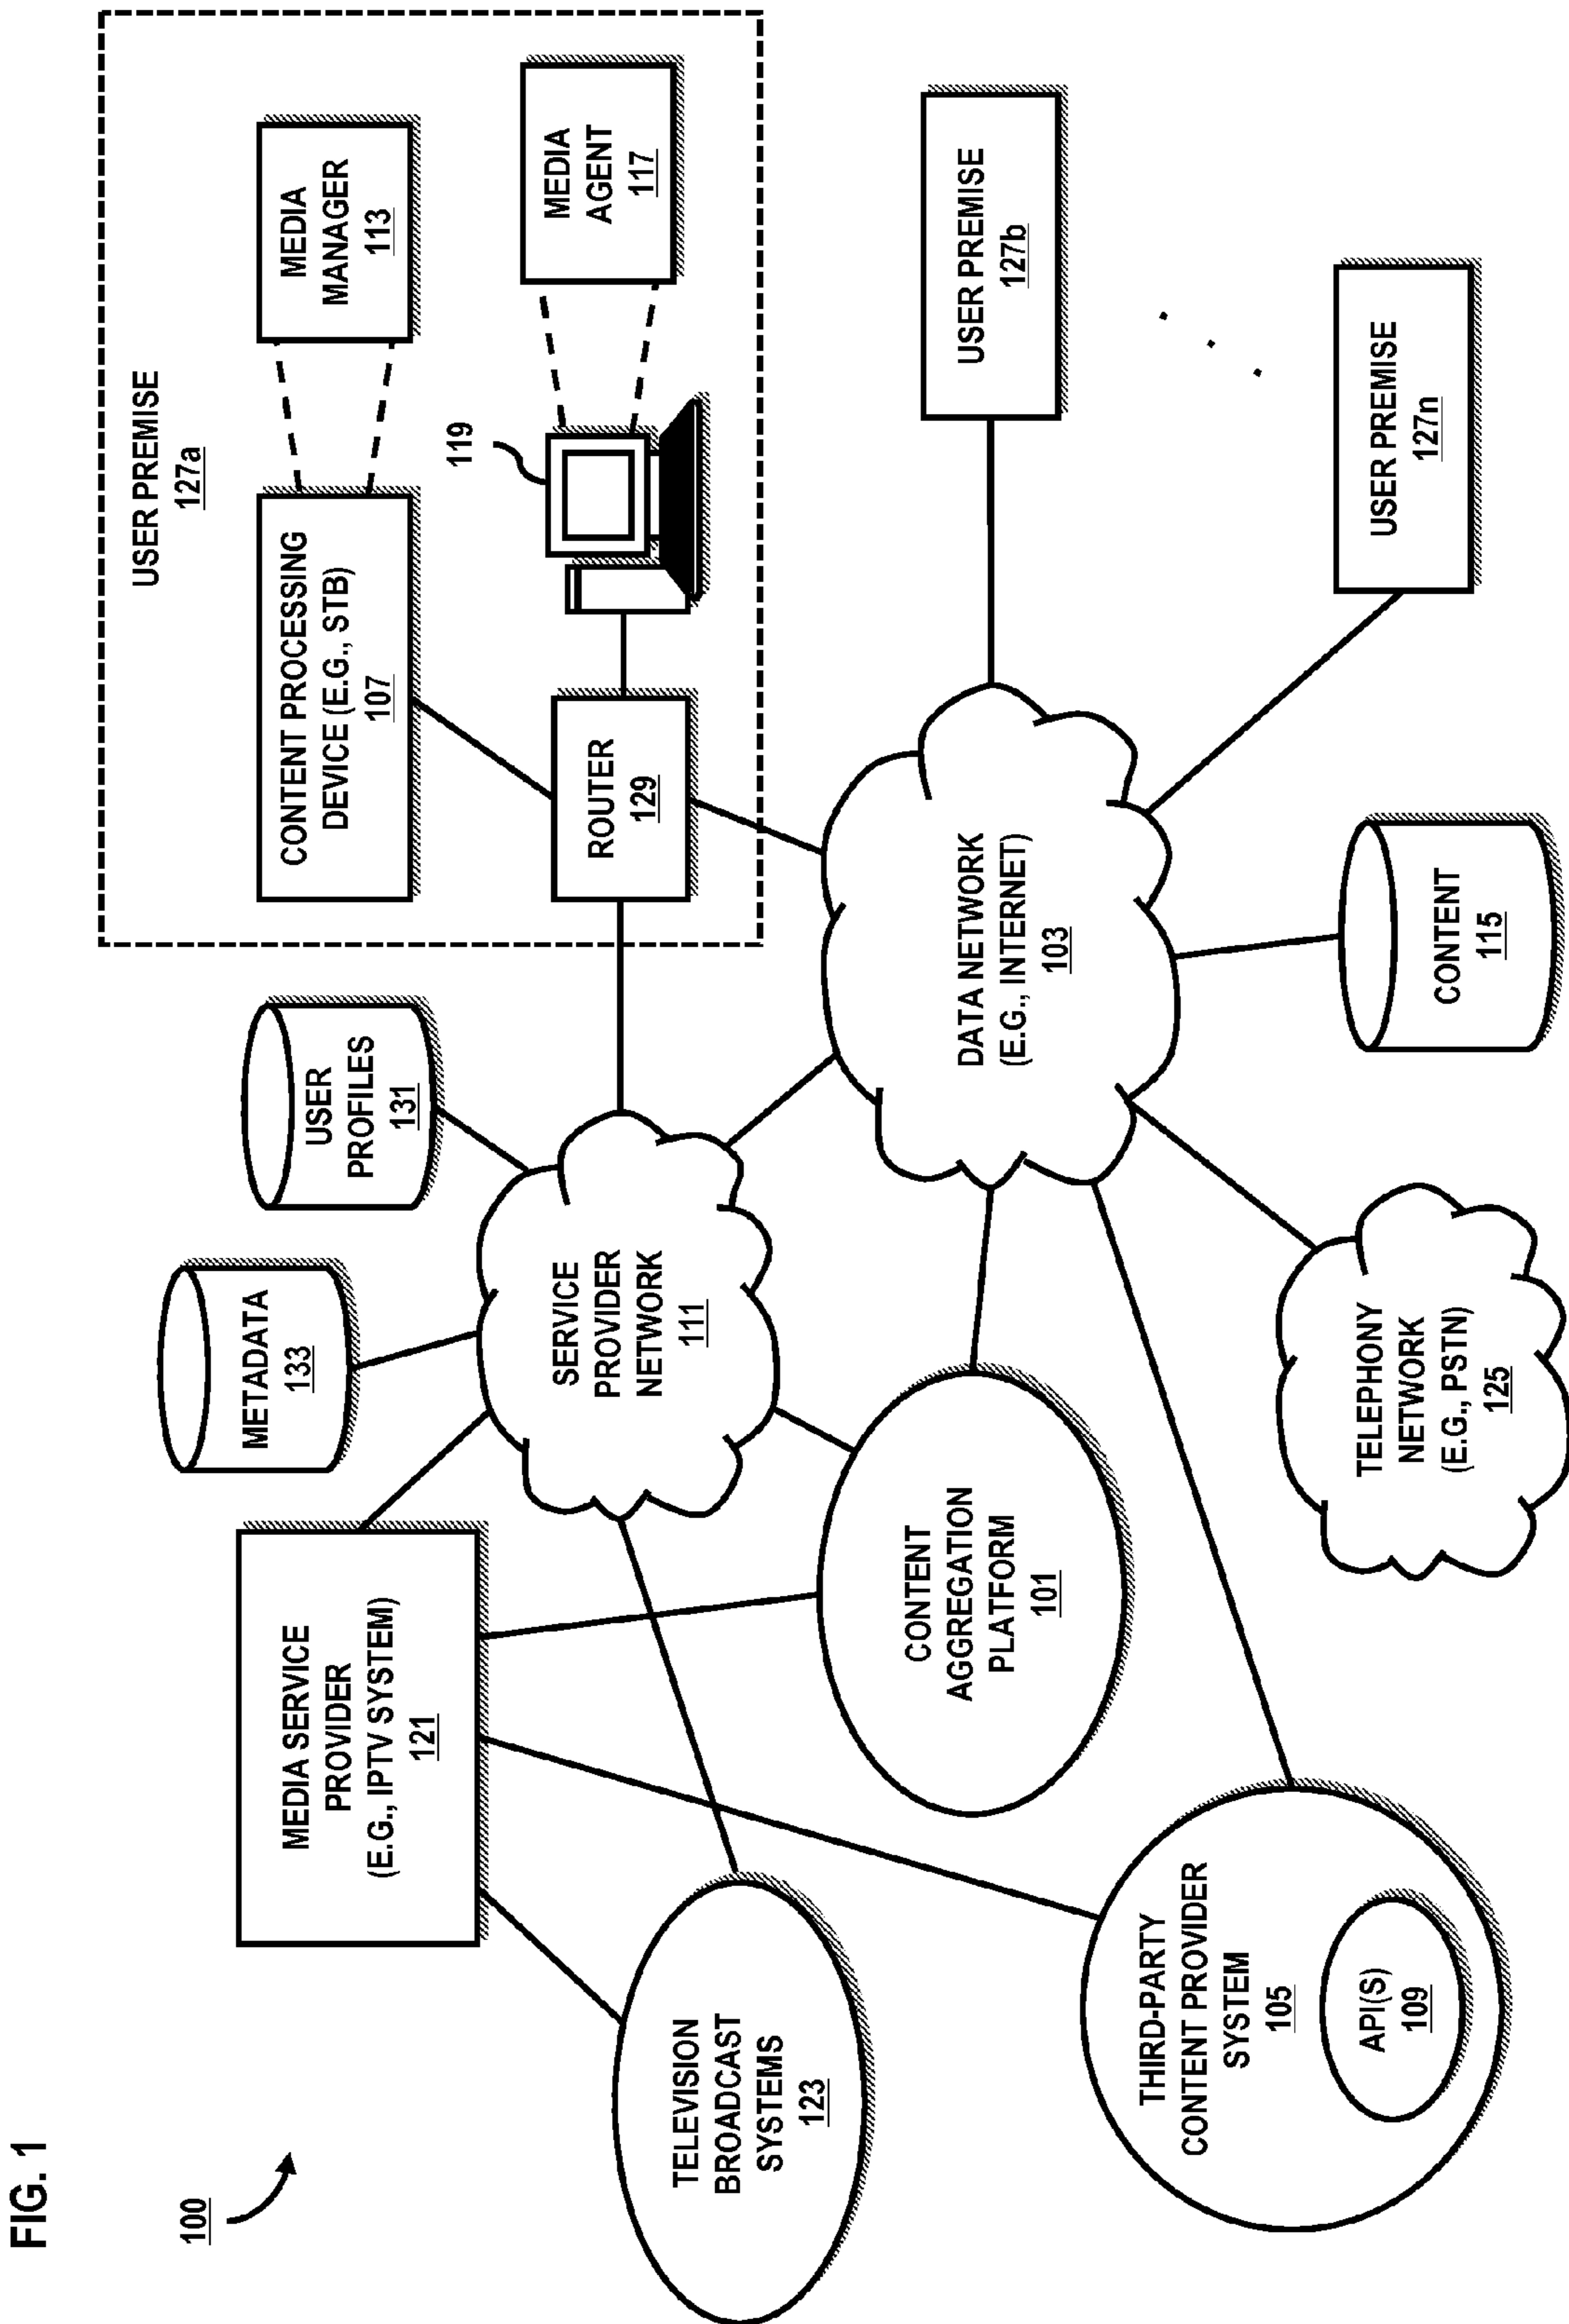 FIG. 1
100
USER PREMISE
127a
MEDIA SERVICE
PROVIDER
(E.G., IPTV SYSTEM)
121
METADATA
133
USER
PROFILES
131
CONTENT PROCESSING
DEVICE (E.G., STB)
107
MEDIA
MANAGER
113
119
MEDIA
AGENT
117
ROUTER
129
SERVICE
PROVIDER
NETWORK
111
TELEVISION
BROADCAST
SYSTEMS
123
CONTENT
AGGREGATION
PLATFORM
101
DATA NETWORK
(E.G., INTERNET)
103
USER PREMISE
127b
THIRD-PARTY
CONTENT PROVIDER
SYSTEM
105
API(S)
109
TELEPHONY
NETWORK
(E.G., PSTN)
125
CONTENT
115
USER PREMISE
127n